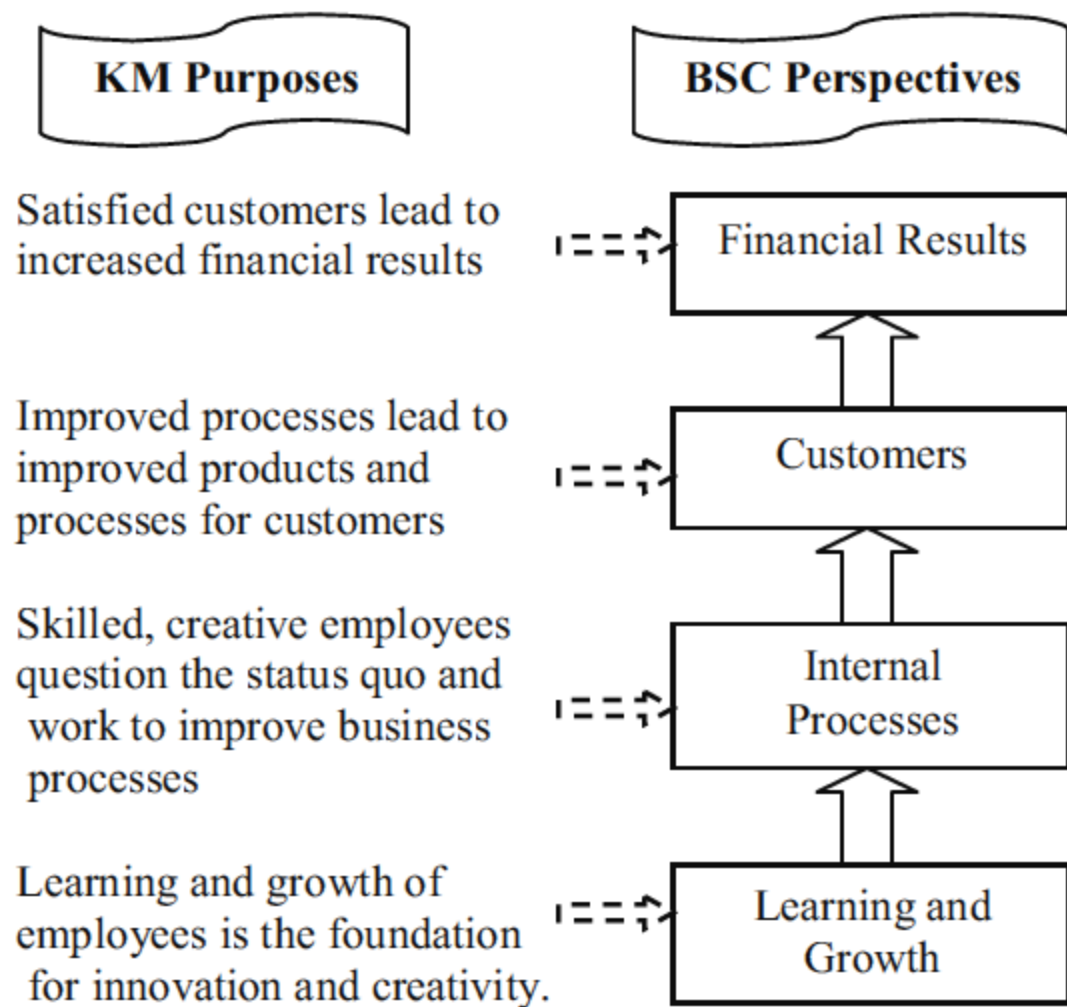 KM Purposes
BSC Perspectives
Satisfied customers lead to
increased financial results
Financial Results
Improved processes lead to
improved products and
processes for customers
Customers
Skilled, creative employees
question the status quo and
work to improve business
processes
Internal
Processes
Learning and growth of
employees is the foundation
for innovation and creativity.
Learning and
Growth